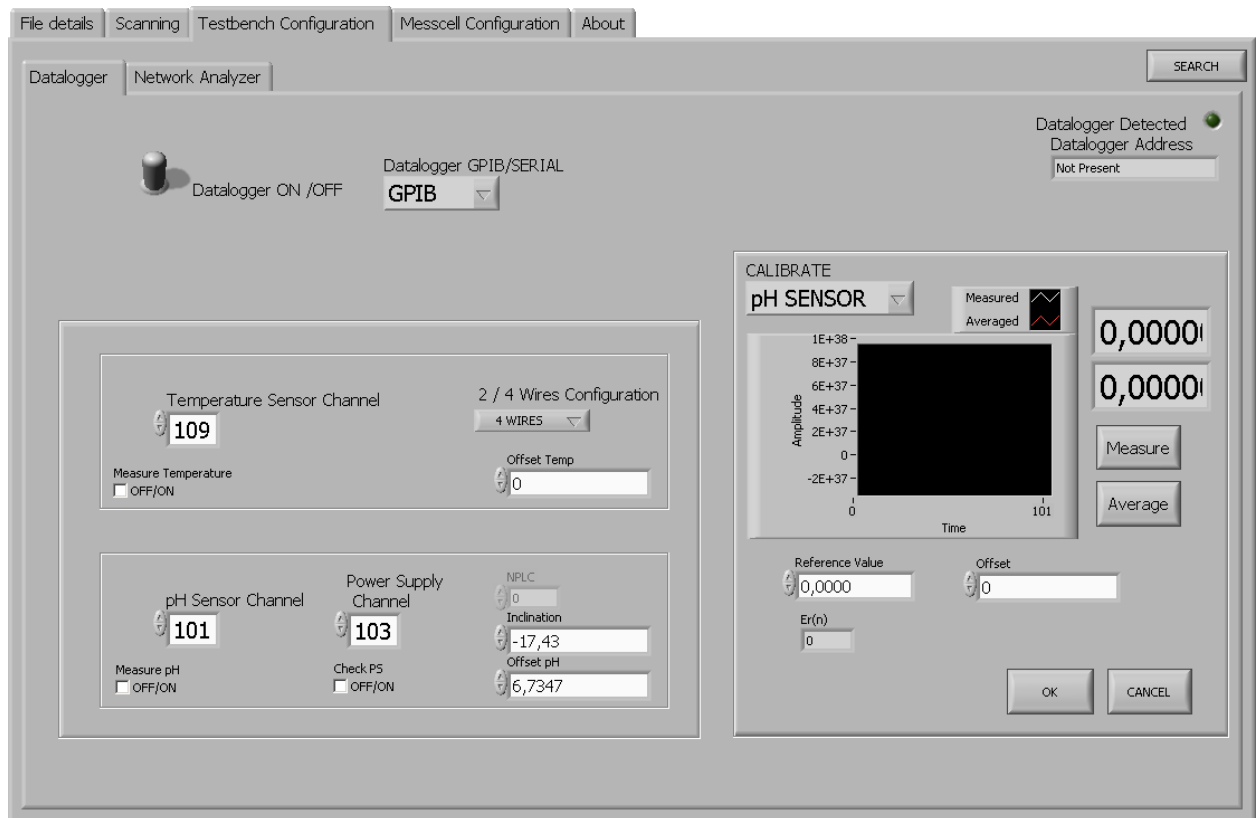 File details
Scanning
Testbench Configuration
Messcell Configuration
About
SEARCH
Datalogger
Network Analyzer
Datalogger Detected
Datalogger Address
Not Present
Datalogger ON /OFF
Datalogger GPIB/SERIAL
GPIB
Temperature Sensor Channel
109
2 / 4 Wires Configuration
4 WIRES
Measure Temperature
OFF/ON
Offset Temp
0
pH Sensor Channel
101
Power Supply
Channel
103
NPLC
0
Inclination
-17,43
Offset pH
6,7347
Measure pH
OFF/ON
Check PS
OFF/ON
CALIBRATE
pH SENSOR
Measured
Averaged
1E+38
8E+37
6E+37
4E+37
2E+37
0
-2E+37
Amplitude
0
101
Time
0,0000
0,0000
Measure
Average
Reference Value
0,0000
Offset
0
Er(n)
0
OK
CANCEL